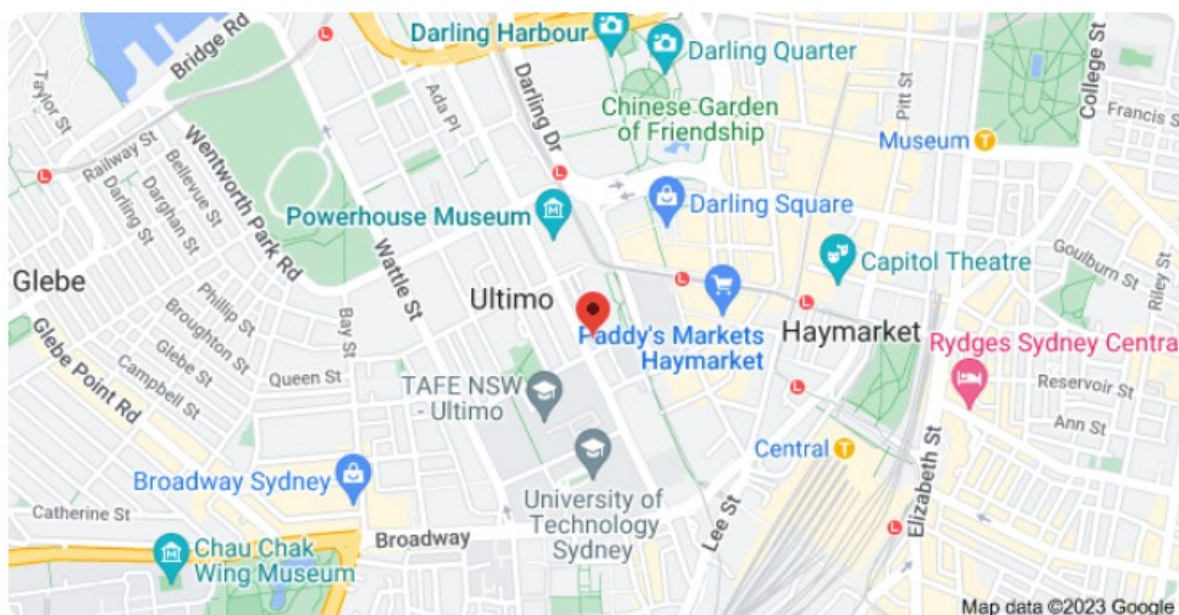 Darling Harbour
Darling Quarter
Chinese Garden
of Friendship
College St
Pitt St
Francis S
Museum
T
Bridge Rd
L
Taylor St
Ada Pl
Darling Dr
Railway St
Bellevue St
Darghan St
Darling St
Wentworth Park Rd
L
L
Powerhouse Museum
Wattle St
Darling Square
Capitol Theatre
Goulburn St
Riley St
Glebe
Ultimo
L
L
L
Phillip St
Broughton St
Bay St
Paddy's Markets
Haymarket
Haymarket
Rydges Sydney Centra
Glebe St
Campbell St
Queen St
Glebe Point Rd
TAFE NSW
- Ultimo
L
Reservoir St
Ann St
Central
T
Broadway Sydney
University of
Technology
Sydney
Lee St
Elizabeth St
L
Catherine St
Broadway
Chau Chak
Wing Museum
Map data ©2023 Google